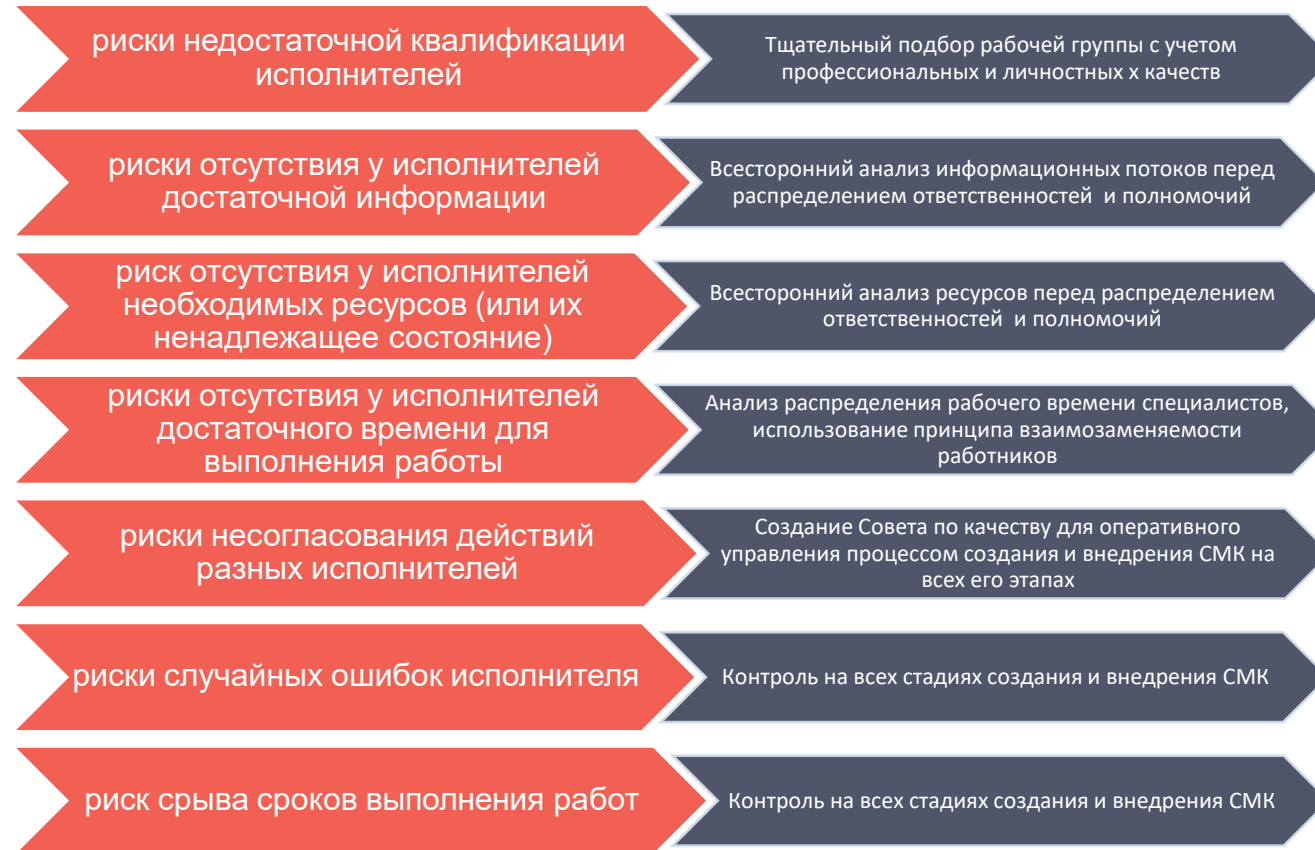 риски недостаточной квалификации
исполнителей
Тщательный подбор рабочей группы с учетом
профессиональных и личностных х качеств
риски отсутствия у исполнителей
достаточной информации
Всесторонний анализ информационных потоков перед
распределением ответственностей и полномочий
риск отсутствия у исполнителей
необходимых ресурсов (или их
ненадлежащее состояние)
Всесторонний анализ ресурсов перед распределением
ответственностей и полномочий
риски отсутствия у исполнителей
достаточного времени для
выполнения работы
Анализ распределения рабочего времени специалистов,
использование принципа взаимозаменяемости
работников
риски несогласования действий
разных исполнителей
Создание Совета по качеству для оперативного
управления процессом создания и внедрения СМК на
всех его этапах
риски случайных ошибок исполнителя
Контроль на всех стадиях создания и внедрения СМК
риск срыва сроков выполнения работ
Контроль на всех стадиях создания и внедрения СМК